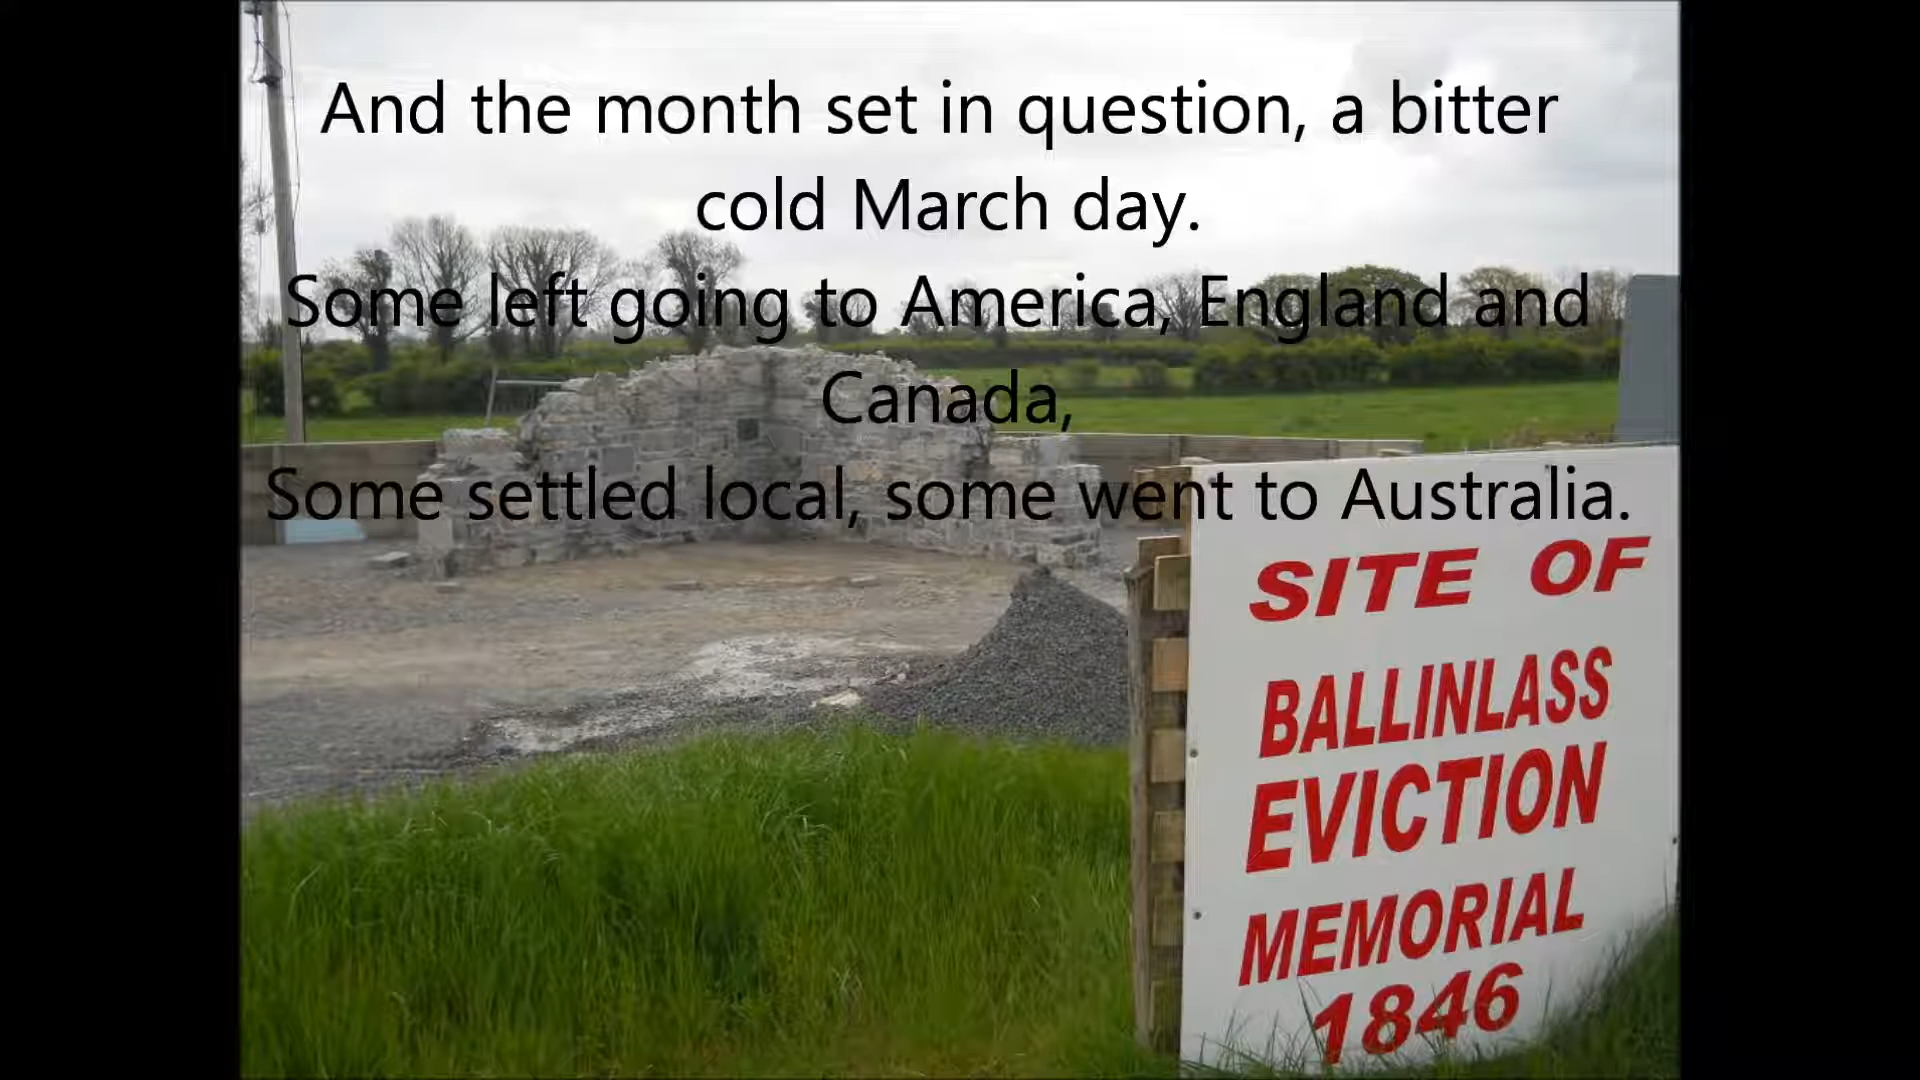 And the month set in question, a bitter
cold March day.
Some left going to America, England and
Canada,
Some settled local, some went to Australia.
SITE OF
BALLINLASS
EVICTION
MEMORIAL
1846